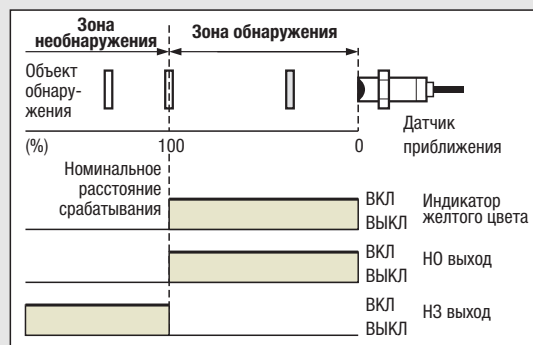 Зона
необнаружения
Зона обнаружения
Объект
обнару-
жения
Датчик
приближения
(%)
100
0
Номинальное
расстояние
срабатывания
ВКЛ
ВЫКЛ
Индикатор
желтого цвета
ВКЛ
ВЫКЛ
НО выход
ВКЛ
ВЫКЛ
НЗ выход